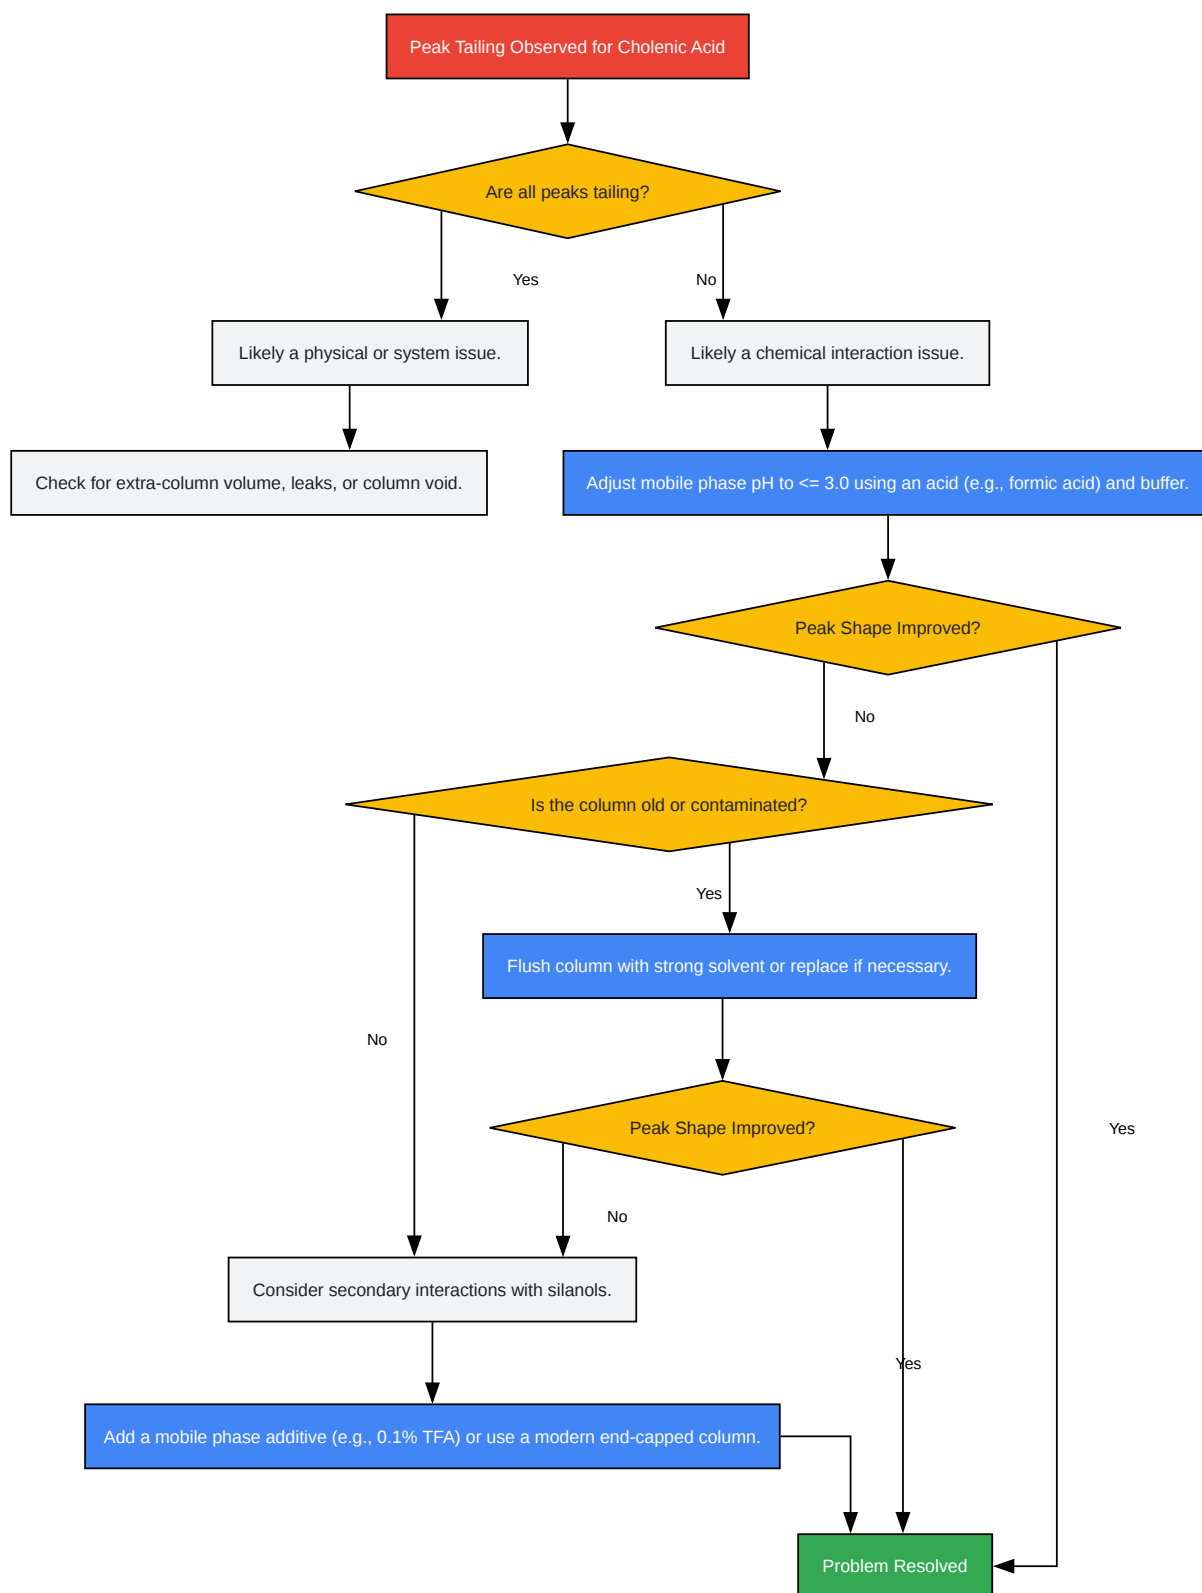 Peak Tailing Observed for Cholenic Acid
Are all peaks tailing?
Yes
No
Likely a physical or system issue.
Likely a chemical interaction issue.
Check for extra-column volume, leaks, or column void.
Adjust mobile phase pH to <= 3.0 using an acid (e.g., formic acid) and buffer.
Peak Shape Improved?
No
Is the column old or contaminated?
Yes
Flush column with strong solvent or replace if necessary.
No
Peak Shape Improved?
Yes
No
Consider secondary interactions with silanols.
Yes
Add a mobile phase additive (e.g., 0.1% TFA) or use a modern end-capped column.
Problem Resolved